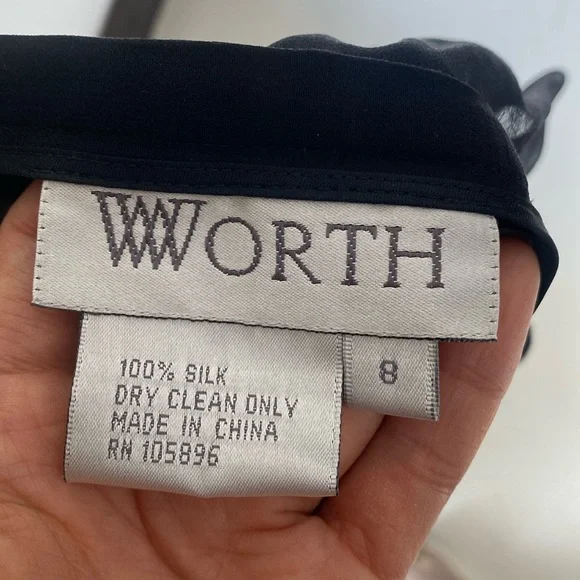 WORTH
100% SILK
DRY CLEAN ONLY
MADE IN CHINA
RN 105896
8